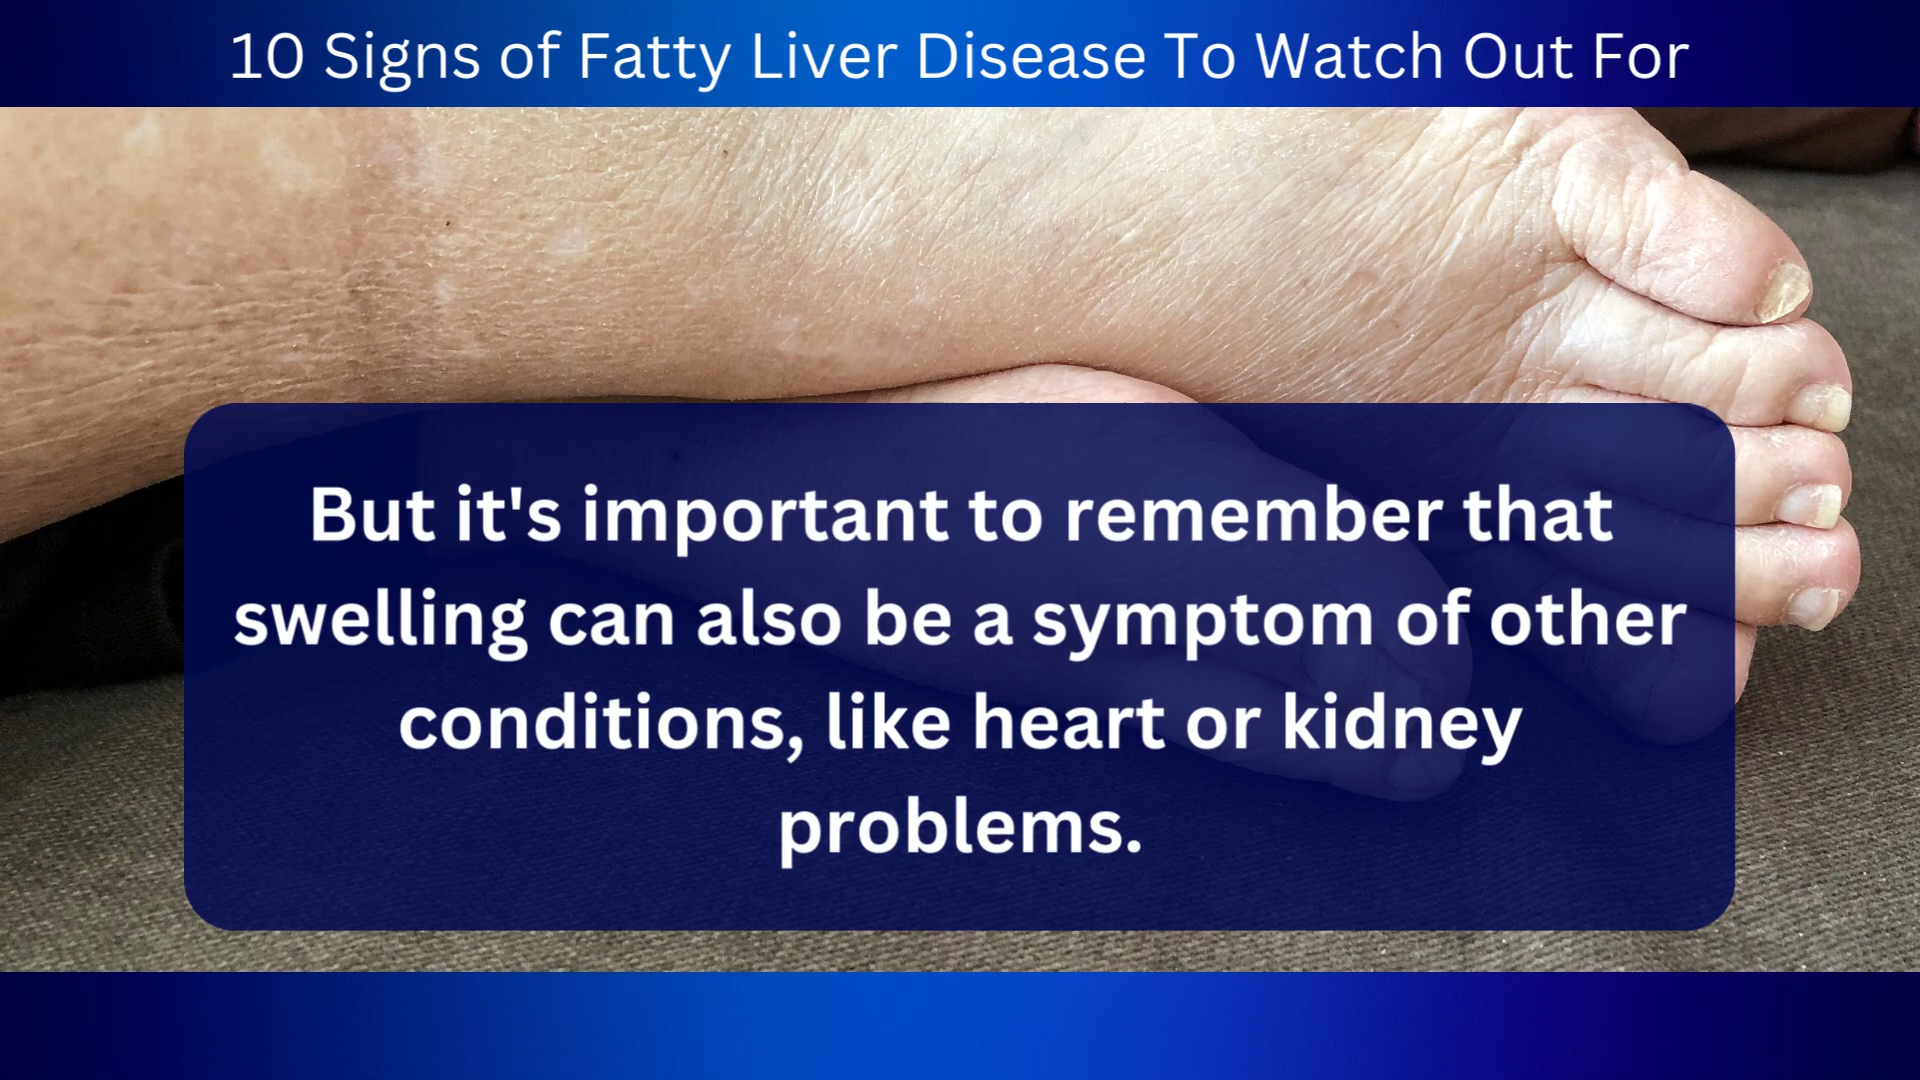 10 Signs of Fatty Liver Disease To Watch Out For
But it's important to remember that
swelling can also be a symptom of other
conditions, like heart or kidney
problems.